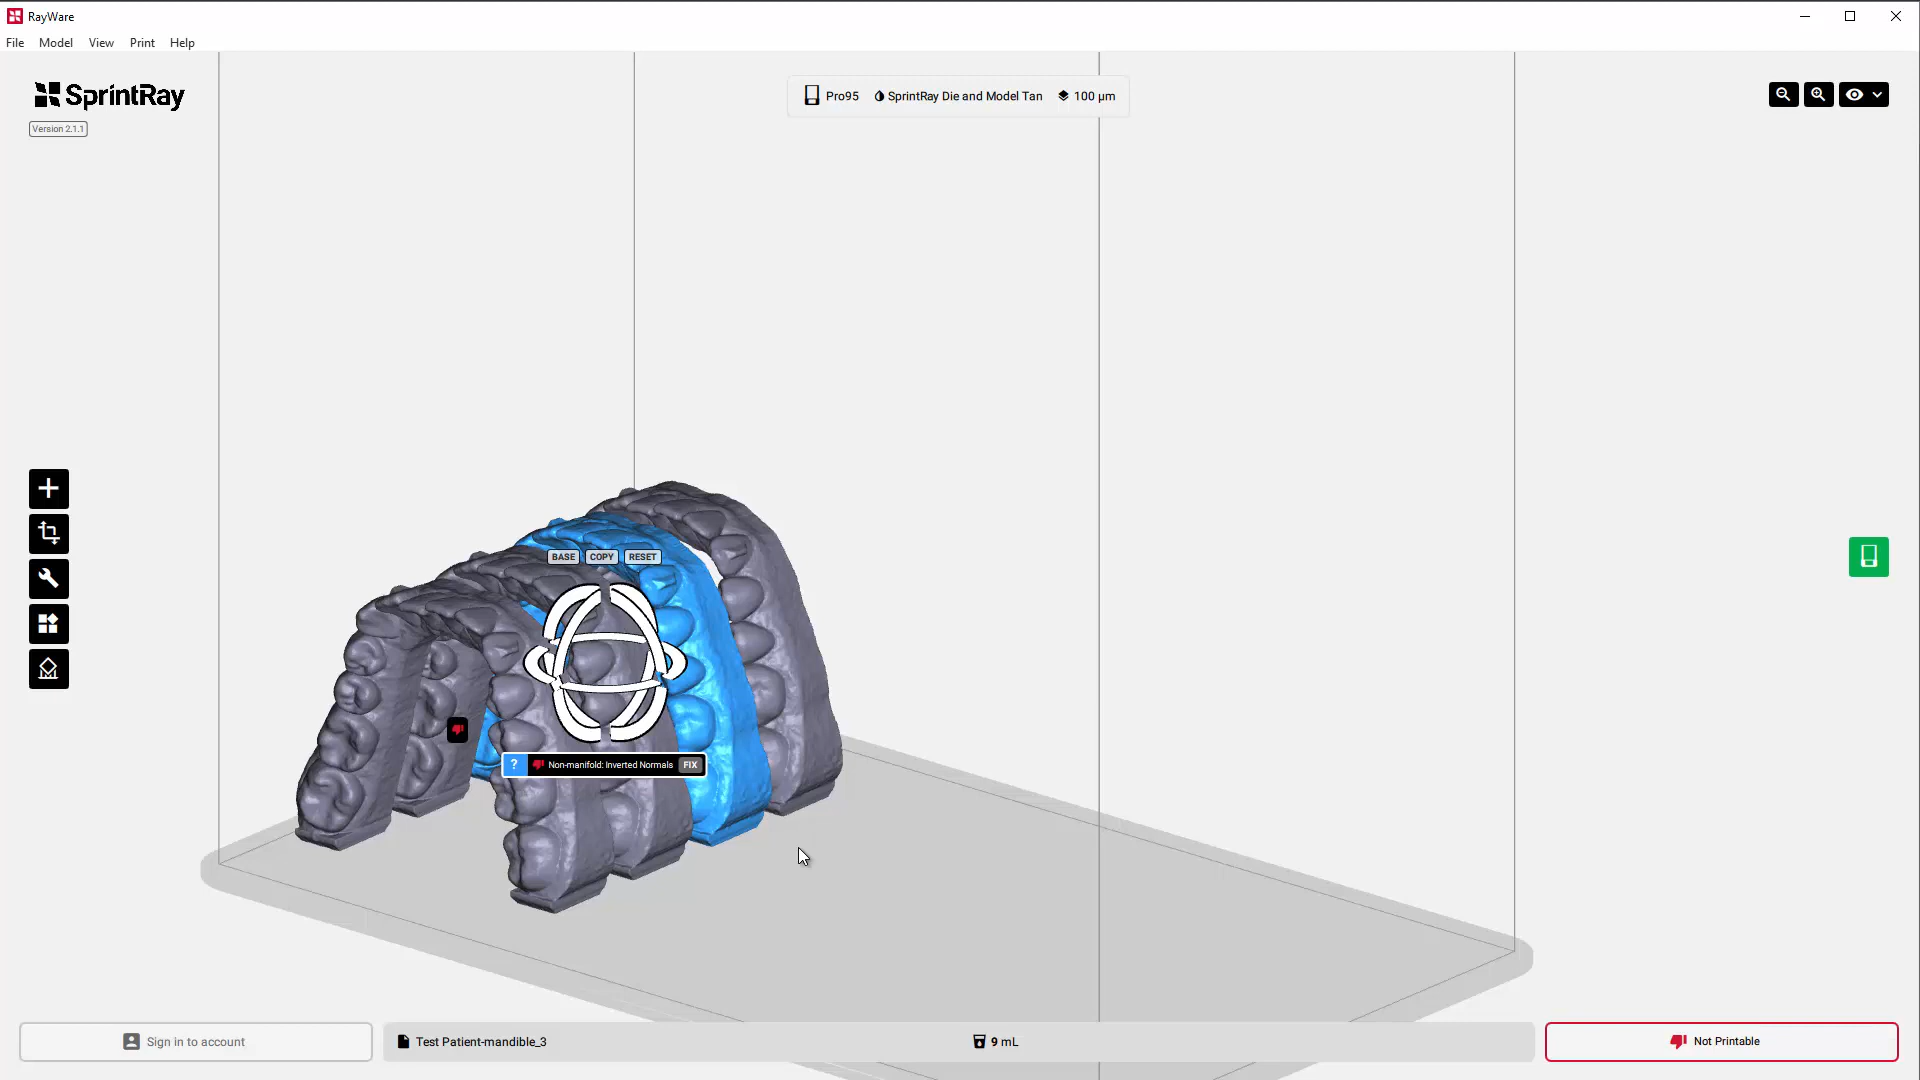 RayWare
File Model View Print Help
SprintRay
Version 2.1.1
Pro95 SprintRay Die and Model Tan 100 µm
BASE COPY RESET
? Non-manifold: Inverted Normals FIX
Sign in to account
Test Patient-mandible_3
9 mL
Not Printable